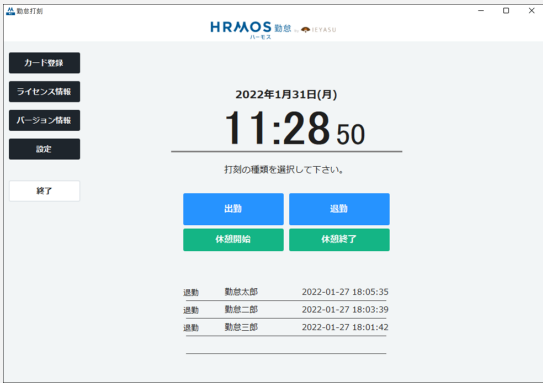 勤怠打刻
HRMOS 勤怠 by IEYASU
ハーモス
カード登録
ライセンス情報
バージョン情報
設定
終了
2022年1月31日(月)
11:28 50
打刻の種類を選択して下さい。
出勤 退勤
休憩開始 休憩終了
退勤 勤怠太郎 2022-01-27 18:05:35
退勤 勤怠二郎 2022-01-27 18:03:39
退勤 勤怠三郎 2022-01-27 18:01:42